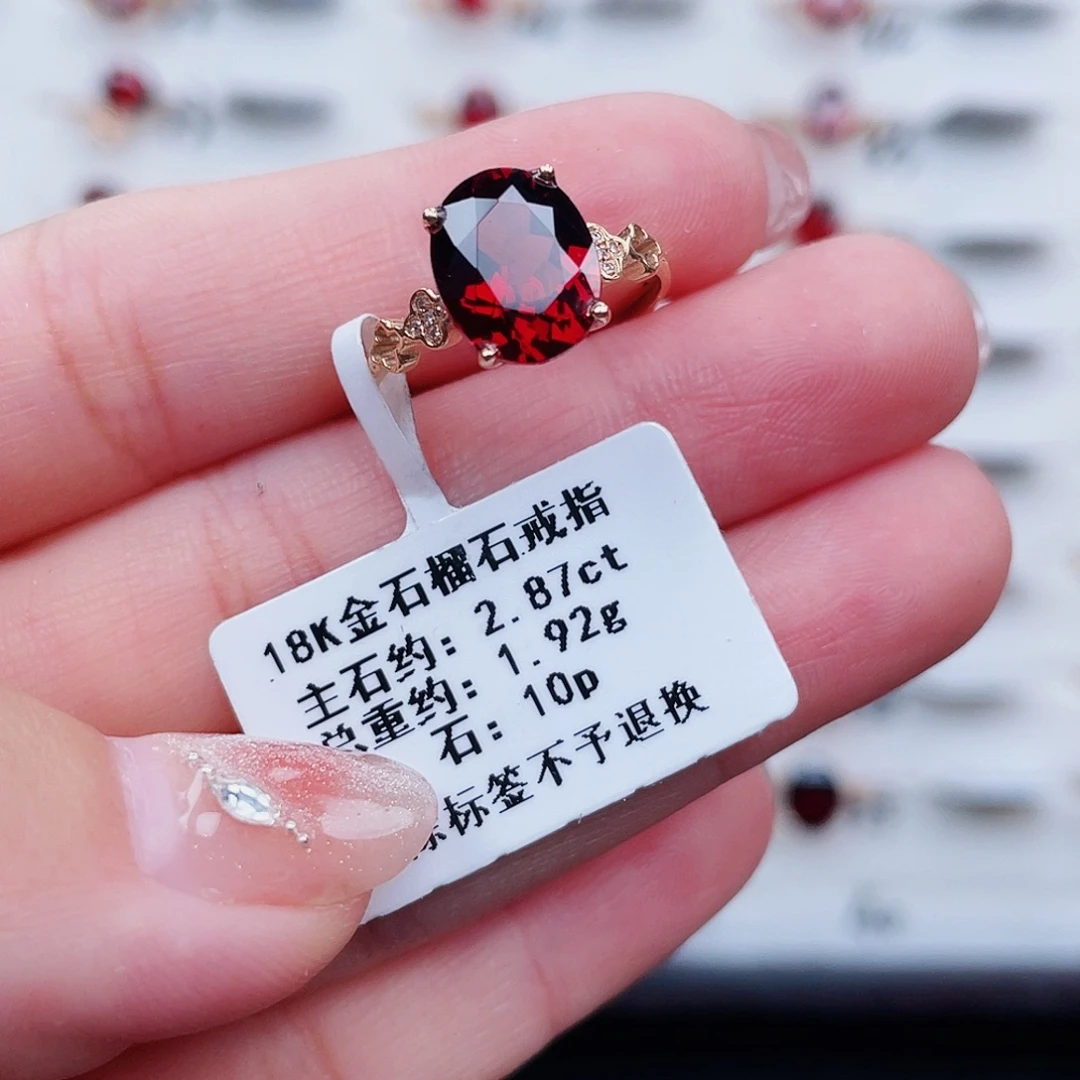 18K金石榴石戒指
主石约: 2.87ct
总重约: 1.92g
石: 10p
标签不予退换